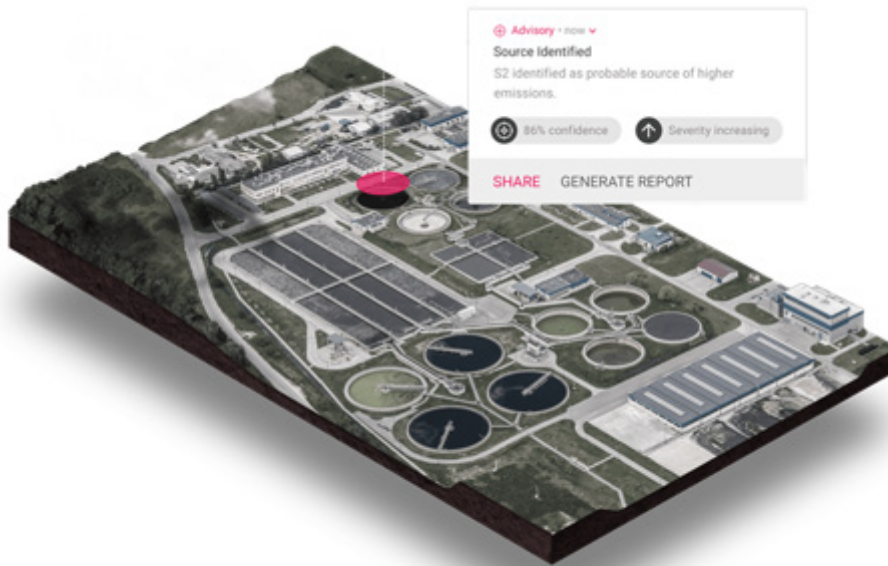 Advisory • now
Source Identified
S2 identified as probable source of higher
emissions.
86% confidence Severity increasing
SHARE GENERATE REPORT